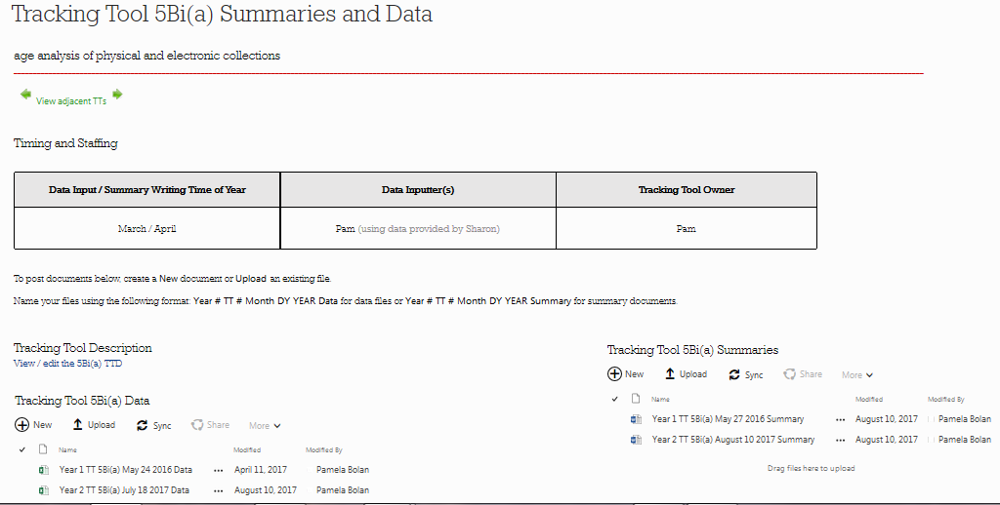 Tracking Tool 5Bi(a) Summaries and Data
age analysis of physical and electronic collections
View adjacent TTs
Timing and Staffing
Data Input / Summary Writing Time of Year Data Inputter(s) Tracking Tool Owner
March / April Pam (using data provided by Sharon) Pam
To post documents below, create a New document or Upload an existing file.
Name your files using the following format: Year # TT # Month DY YEAR Data for data files or Year # TT # Month DY YEAR Summary for summary documents.
Tracking Tool Description
View / edit the 5Bi(a) TTD
Tracking Tool 5Bi(a) Data
New Upload Sync Share More
Name Modified Modified By
Year 1 TT 5Bi(a) May 24 2016 Data ... April 11, 2017 Pamela Bolan
Year 2 TT 5Bi(a) July 18 2017 Data ... August 10, 2017 Pamela Bolan
Tracking Tool 5Bi(a) Summaries
New Upload Sync Share More
Name Modified Modified By
Year 1 TT 5Bi(a) May 27 2016 Summary ... August 10, 2017 Pamela Bolan
Year 2 TT 5Bi(a) August 10 2017 Summary ... August 10, 2017 Pamela Bolan
Drag files here to upload